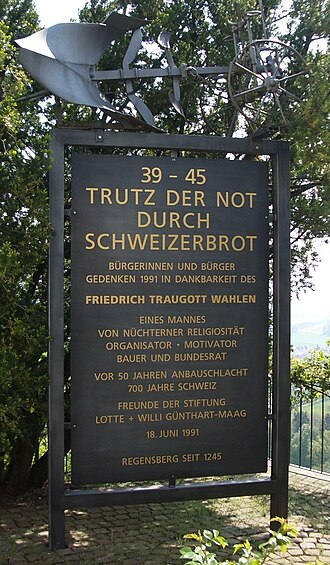 39 - 45
TRUTZ DER NOT
DURCH
SCHWEIZERBROT
BÜRGERINNEN UND BÜRGER
GEDENKEN 1991 IN DANKBARKEIT DES
FRIEDRICH TRAUGOTT WAHLEN
EINES MANNES
VON NÜCHTERNER RELIGIOSITÄT
ORGANISATOR · MOTIVATOR
BAUER UND BUNDESRAT
VOR 50 JAHREN ANBAUSCHLACHT
700 JAHRE SCHWEIZ
FREUNDE DER STIFTUNG
LOTTE + WILLI GÜNTHART-MAAG
18. JUNI 1991
REGENSBERG SEIT 1245